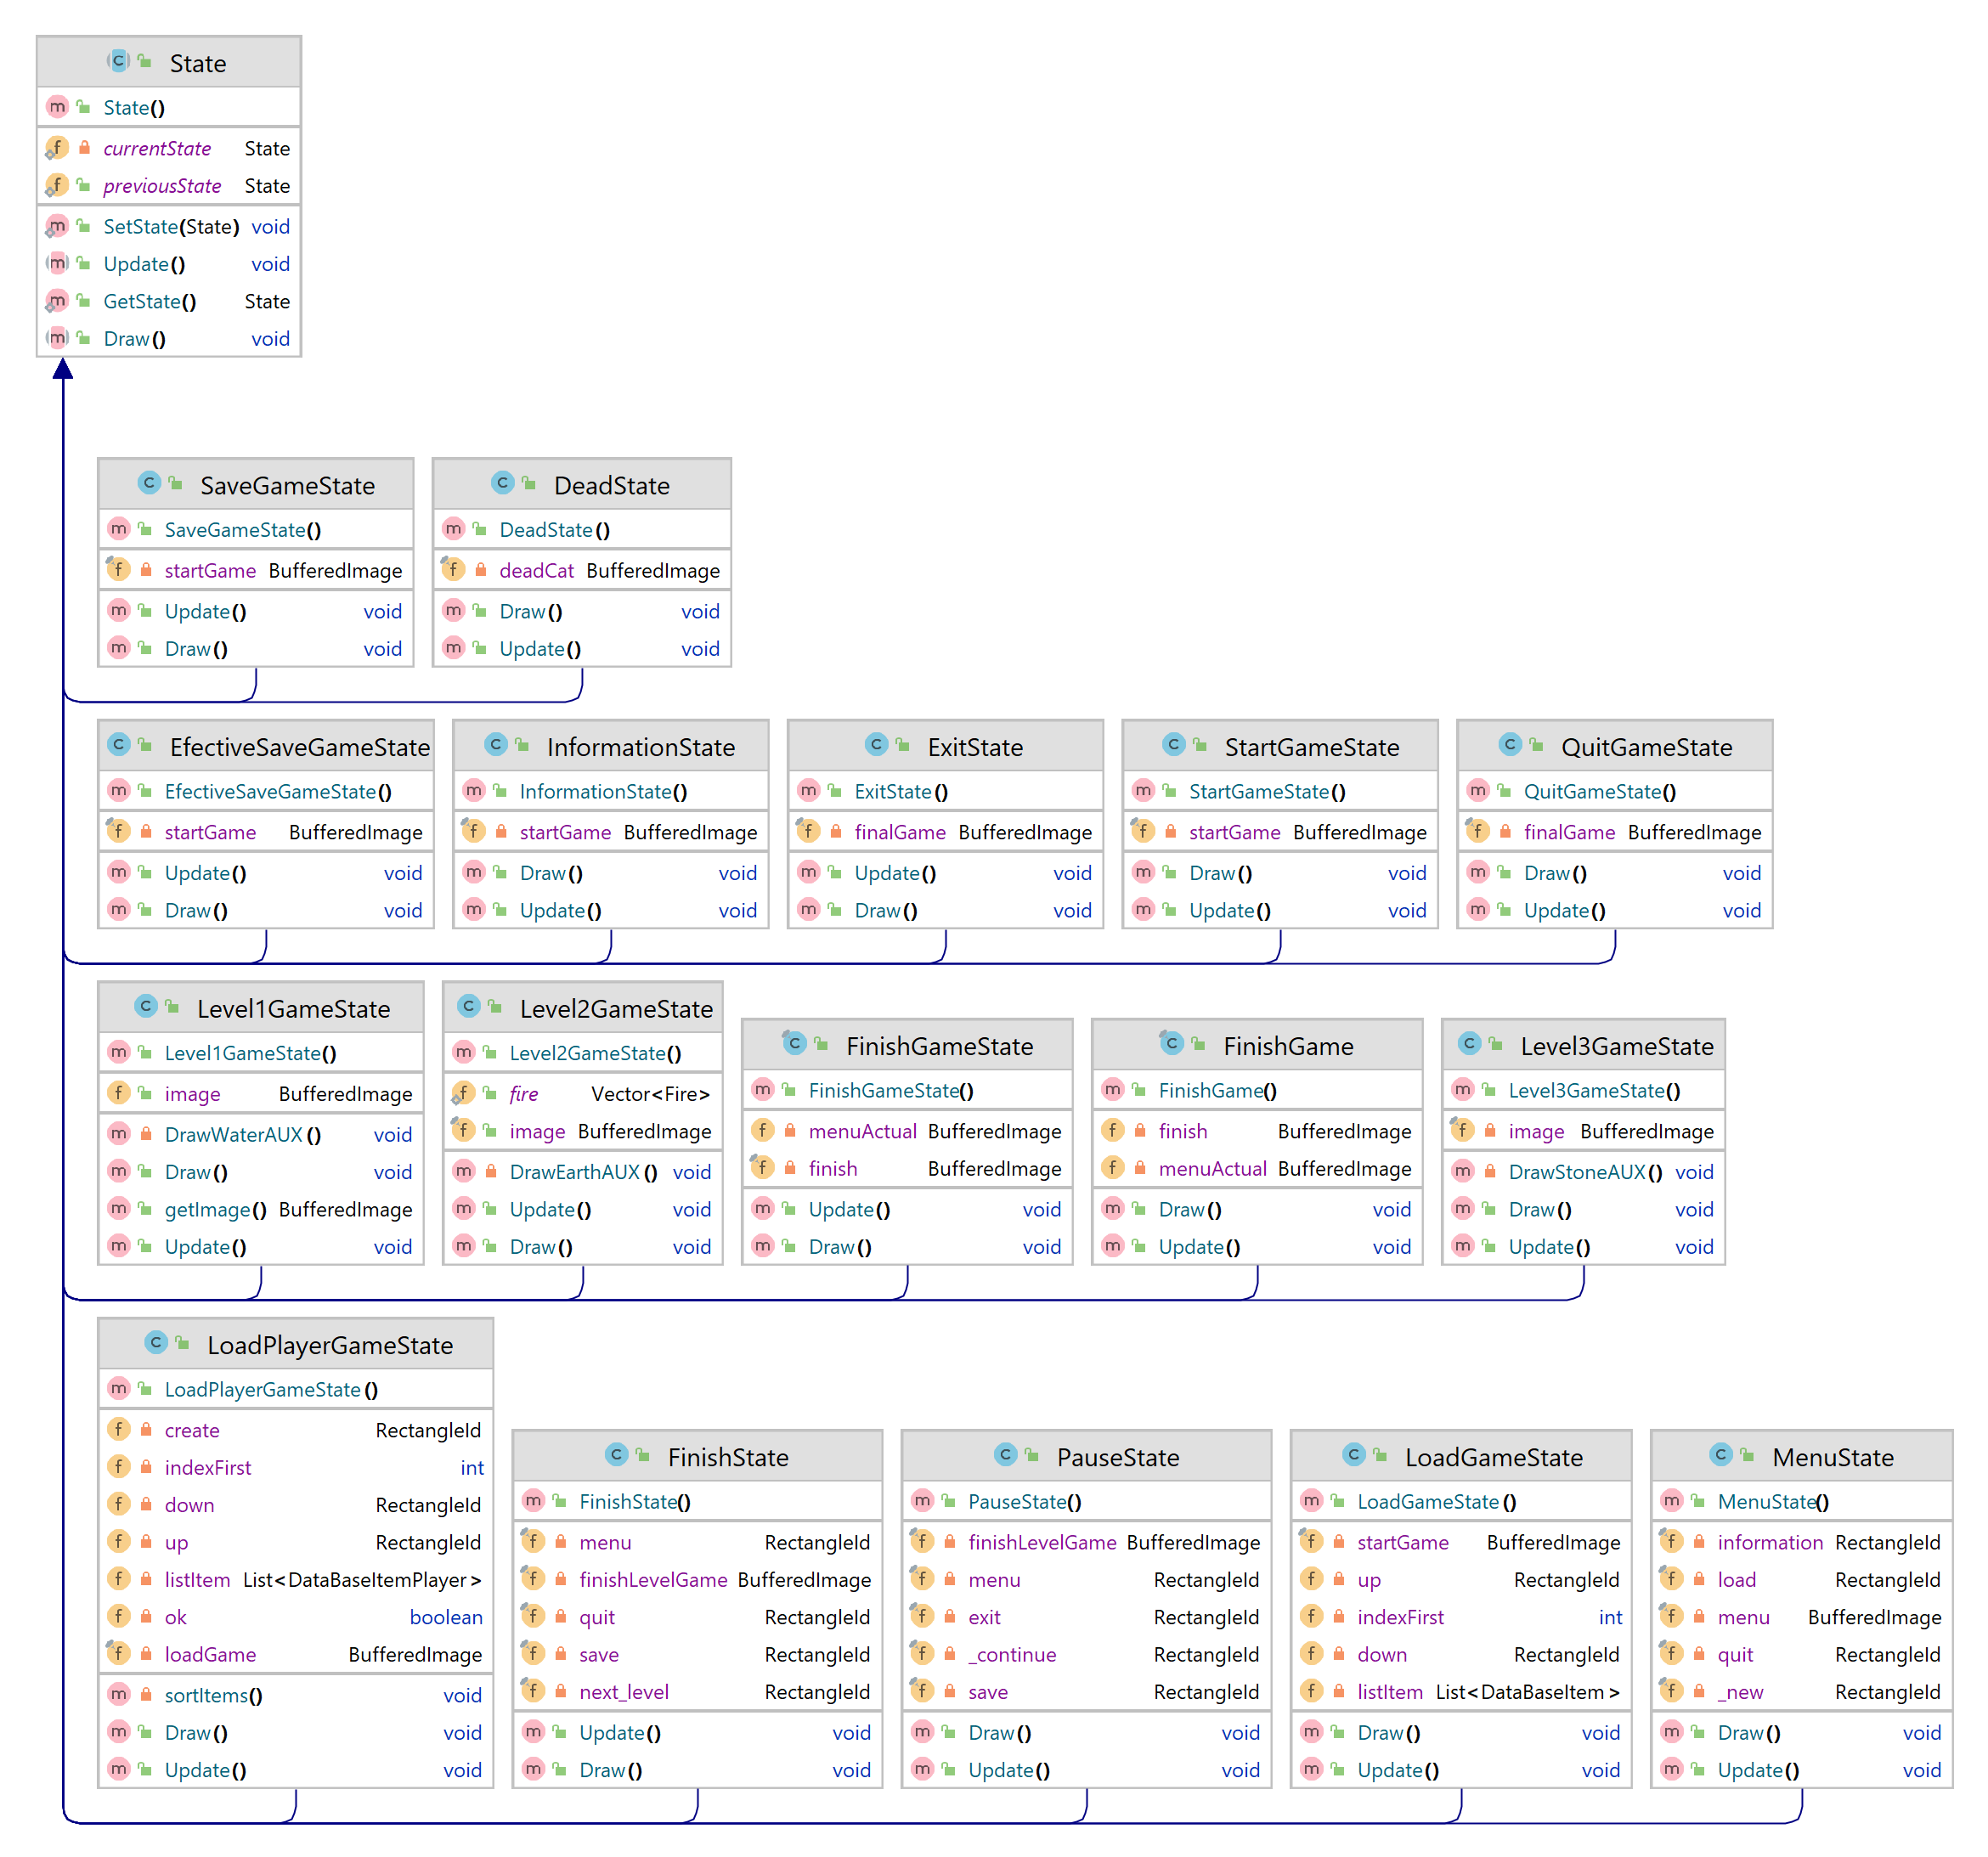 State
State()
currentState State
previousState State
SetState(State) void
Update() void
GetState() State
Draw() void
SaveGameState
SaveGameState()
startGame BufferedImage
Update() void
Draw() void
DeadState
DeadState()
deadCat BufferedImage
Draw() void
Update() void
EfectiveSaveGameState
EfectiveSaveGameState()
startGame BufferedImage
Update() void
Draw() void
InformationState
InformationState()
startGame BufferedImage
Draw() void
Update() void
ExitState
ExitState()
finalGame BufferedImage
Update() void
Draw() void
StartGameState
StartGameState()
startGame BufferedImage
Draw() void
Update() void
QuitGameState
QuitGameState()
finalGame BufferedImage
Draw() void
Update() void
Level1GameState
Level1GameState()
image BufferedImage
DrawWaterAUX() void
Draw() void
getImage() BufferedImage
Update() void
Level2GameState
Level2GameState()
fire Vector<Fire>
image BufferedImage
DrawEarthAUX() void
Update() void
Draw() void
FinishGameState
FinishGameState()
menuActual BufferedImage
finish BufferedImage
Update() void
Draw() void
FinishGame
FinishGame()
finish BufferedImage
menuActual BufferedImage
Draw() void
Update() void
Level3GameState
Level3GameState()
image BufferedImage
DrawStoneAUX() void
Draw() void
Update() void
LoadPlayerGameState
LoadPlayerGameState()
create RectangleId
indexFirst int
down RectangleId
up RectangleId
listItem List<DataBaseItemPlayer>
ok boolean
loadGame BufferedImage
sortItems() void
Draw() void
Update() void
FinishState
FinishState()
menu RectangleId
finishLevelGame BufferedImage
quit RectangleId
save RectangleId
next_level RectangleId
Update() void
Draw() void
PauseState
PauseState()
finishLevelGame BufferedImage
menu RectangleId
exit RectangleId
_continue RectangleId
save RectangleId
Draw() void
Update() void
LoadGameState
LoadGameState()
startGame BufferedImage
up RectangleId
indexFirst int
down RectangleId
listItem List<DataBaseItem>
Draw() void
Update() void
MenuState
MenuState()
information RectangleId
load RectangleId
menu BufferedImage
quit RectangleId
_new RectangleId
Draw() void
Update() void